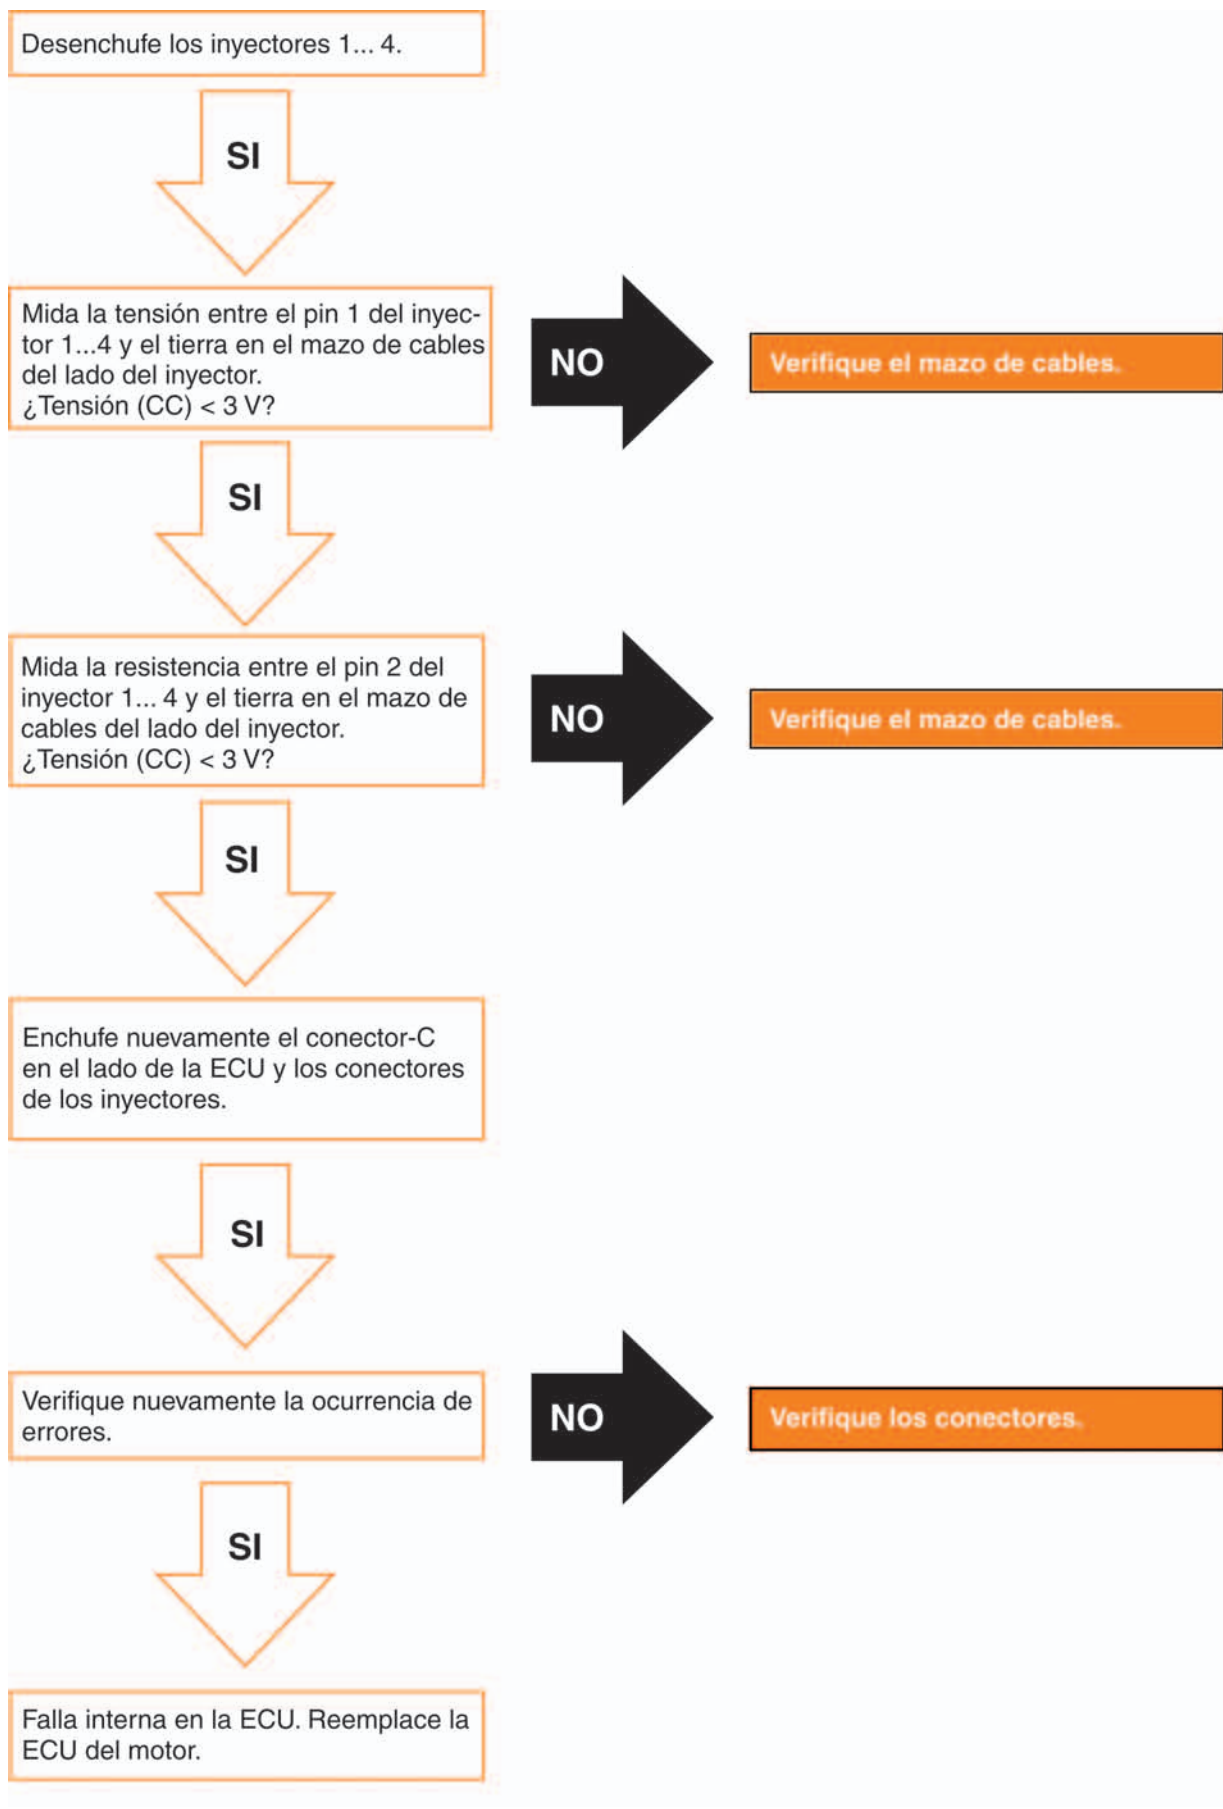 Desenchufe los inyectores 1... 4.
SI
Mida la tensión entre el pin 1 del inyec-
tor 1...4 y el tierra en el mazo de cables
del lado del inyector.
¿Tensión (CC) < 3 V?
NO
Verifique el mazo de cables.
SI
Mida la resistencia entre el pin 2 del
inyector 1... 4 y el tierra en el mazo de
cables del lado del inyector.
¿Tensión (CC) < 3 V?
NO
Verifique el mazo de cables.
SI
Enchufe nuevamente el conector-C
en el lado de la ECU y los conectores
de los inyectores.
SI
Verifique nuevamente la ocurrencia de
errores.
NO
Verifique los conectores.
SI
Falla interna en la ECU. Reemplace la
ECU del motor.